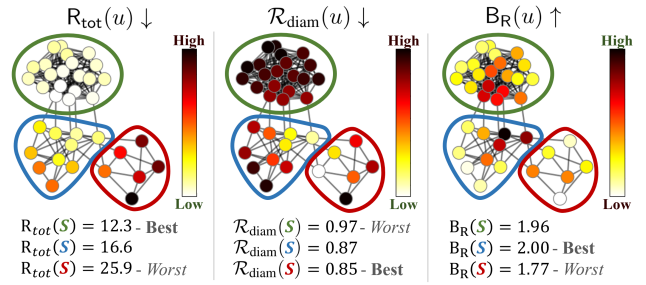 R_tot(u) ↓
High
Low
R_tot(S) = 12.3 - Best
R_tot(S) = 16.6
R_tot(S) = 25.9 - Worst
ℛ_diam(u) ↓
High
Low
ℛ_diam(S) = 0.97 - Worst
ℛ_diam(S) = 0.87
ℛ_diam(S) = 0.85 - Best
B_R(u) ↑
High
Low
B_R(S) = 1.96
B_R(S) = 2.00 - Best
B_R(S) = 1.77 - Worst